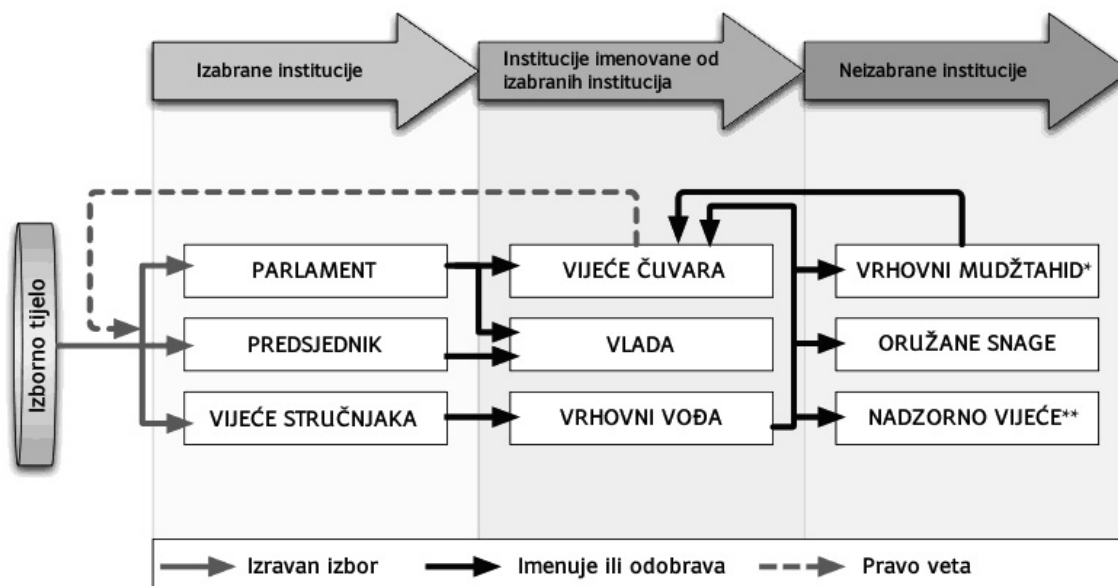 Izabrane institucije
Institucije imenovane od
izabranih institucija
Neizabrane institucije
Izborno tijelo
PARLAMENT
VIJEĆE ČUVARA
VRHOVNI MUDŽTAHID*
PREDSJEDNIK
VLADA
ORUŽANE SNAGE
VIJEĆE STRUČNJAKA
VRHOVNI VOĐA
NADZORNO VIJEĆE**
Izravan izbor
Imenuje ili odobrava
Pravo veta